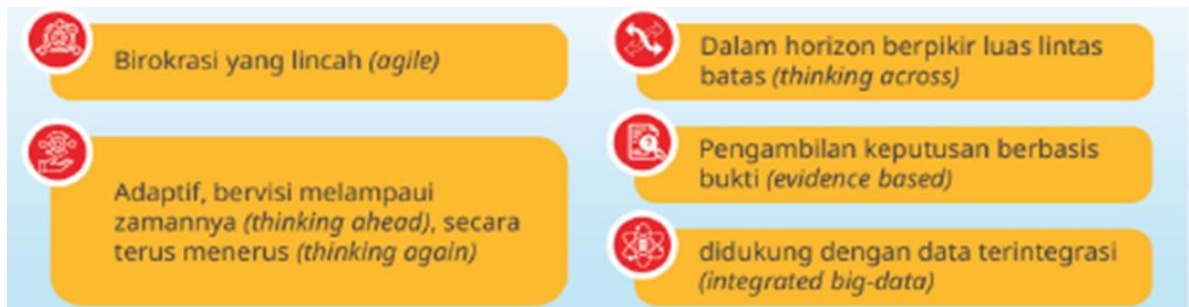 Birokrasi yang lincah (agile)
Adaptif, bervisi melampaui
zamannya (thinking ahead), secara
terus menerus (thinking again)
Dalam horizon berpikir luas lintas
batas (thinking across)
Pengambilan keputusan berbasis
bukti (evidence based)
didukung dengan data terintegrasi
(integrated big-data)